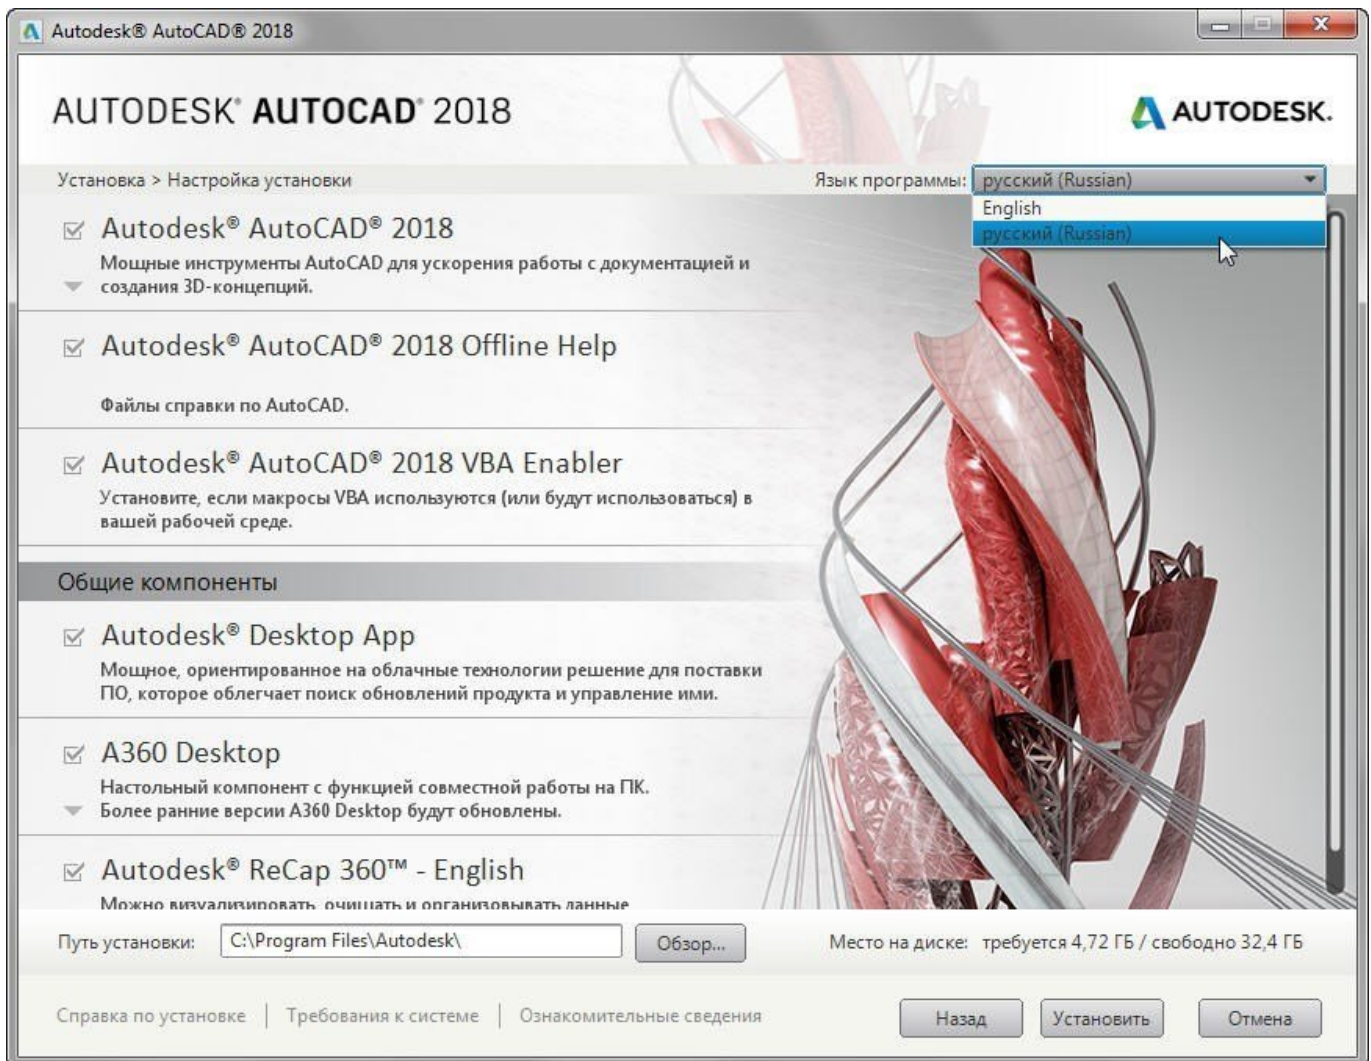 Autodesk® AutoCAD® 2018
AUTODESK® AUTOCAD® 2018
AUTODESK.
Установка > Настройка установки
Язык программы: русский (Russian)
English
русский (Russian)
Autodesk® AutoCAD® 2018
Мощные инструменты AutoCAD для ускорения работы с документацией и
создания 3D-концепций.
Autodesk® AutoCAD® 2018 Offline Help
Файлы справки по AutoCAD.
Autodesk® AutoCAD® 2018 VBA Enabler
Установите, если макросы VBA используются (или будут использоваться) в
вашей рабочей среде.
Общие компоненты
Autodesk® Desktop App
Мощное, ориентированное на облачные технологии решение для поставки
ПО, которое облегчает поиск обновлений продукта и управление ими.
A360 Desktop
Настольный компонент с функцией совместной работы на ПК.
Более ранние версии A360 Desktop будут обновлены.
Autodesk® ReCap 360™ - English
Можно визуализировать, очищать и организовывать данные
Путь установки: C:\Program Files\Autodesk\ Обзор... Место на диске: требуется 4,72 ГБ / свободно 32,4 ГБ
Справка по установке | Требования к системе | Ознакомительные сведения Назад Установить Отмена